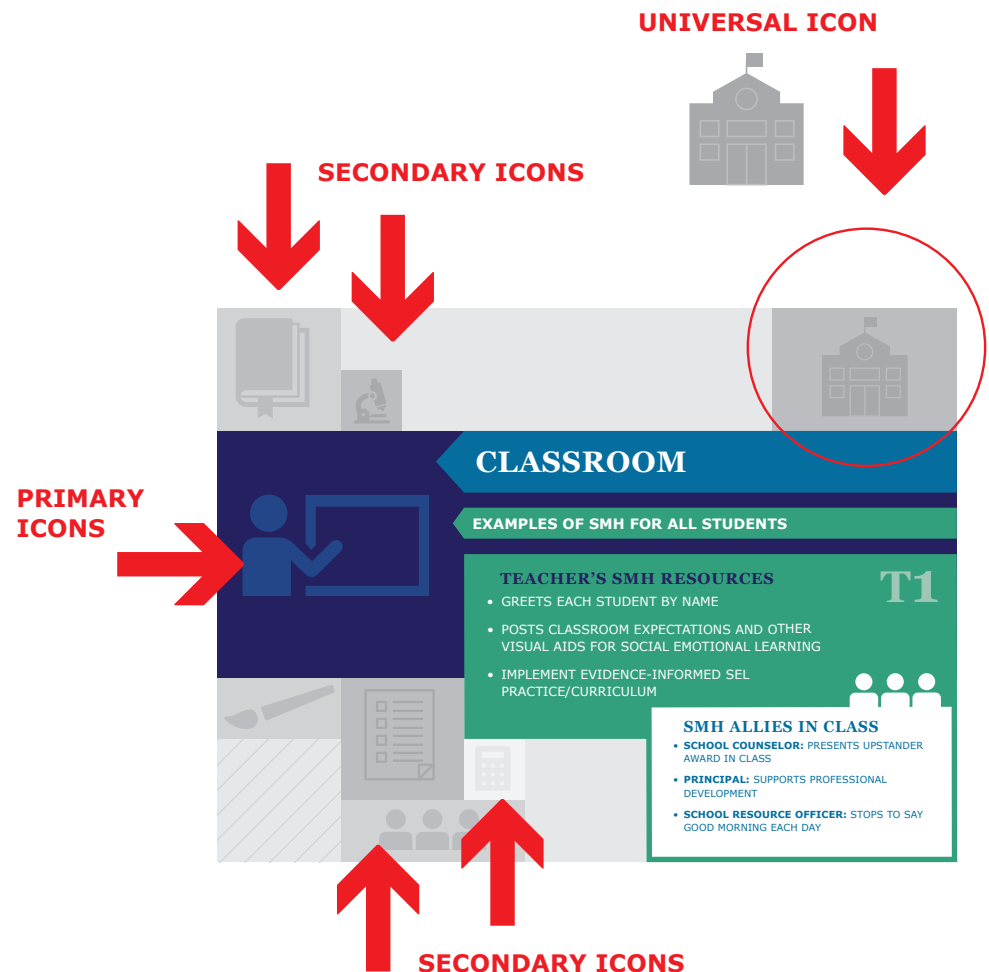 UNIVERSAL ICON
SECONDARY ICONS
PRIMARY
ICONS
CLASSROOM
EXAMPLES OF SMH FOR ALL STUDENTS
TEACHER’S SMH RESOURCES
T1
• GREETS EACH STUDENT BY NAME
• POSTS CLASSROOM EXPECTATIONS AND OTHER
VISUAL AIDS FOR SOCIAL EMOTIONAL LEARNING
• IMPLEMENT EVIDENCE-INFORMED SEL
PRACTICE/CURRICULUM
SMH ALLIES IN CLASS
• SCHOOL COUNSELOR: PRESENTS UPSTANDER
AWARD IN CLASS
• PRINCIPAL: SUPPORTS PROFESSIONAL
DEVELOPMENT
• SCHOOL RESOURCE OFFICER: STOPS TO SAY
GOOD MORNING EACH DAY
SECONDARY ICONS